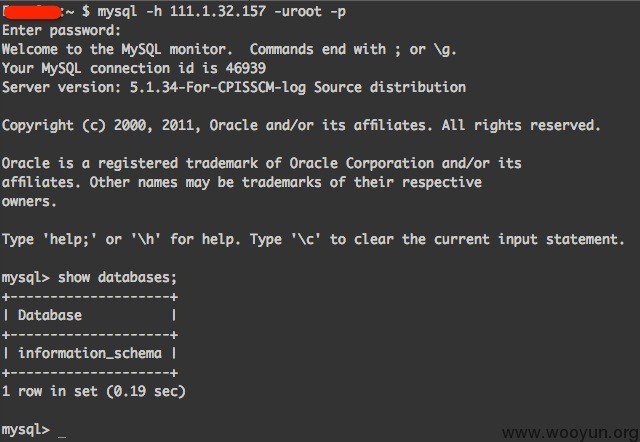 :~ $ mysql -h 111.1.32.157 -uroot -p
Enter password:
Welcome to the MySQL monitor.  Commands end with ; or \g.
Your MySQL connection id is 46939
Server version: 5.1.34-For-CPISSCM-log Source distribution
Copyright (c) 2000, 2011, Oracle and/or its affiliates. All rights reserved.
Oracle is a registered trademark of Oracle Corporation and/or its
affiliates. Other names may be trademarks of their respective
owners.
Type 'help;' or '\h' for help. Type '\c' to clear the current input statement.
mysql> show databases;
+--------------------+
| Database           |
+--------------------+
| information_schema |
+--------------------+
1 row in set (0.19 sec)
mysql> _
www.wooyun.org